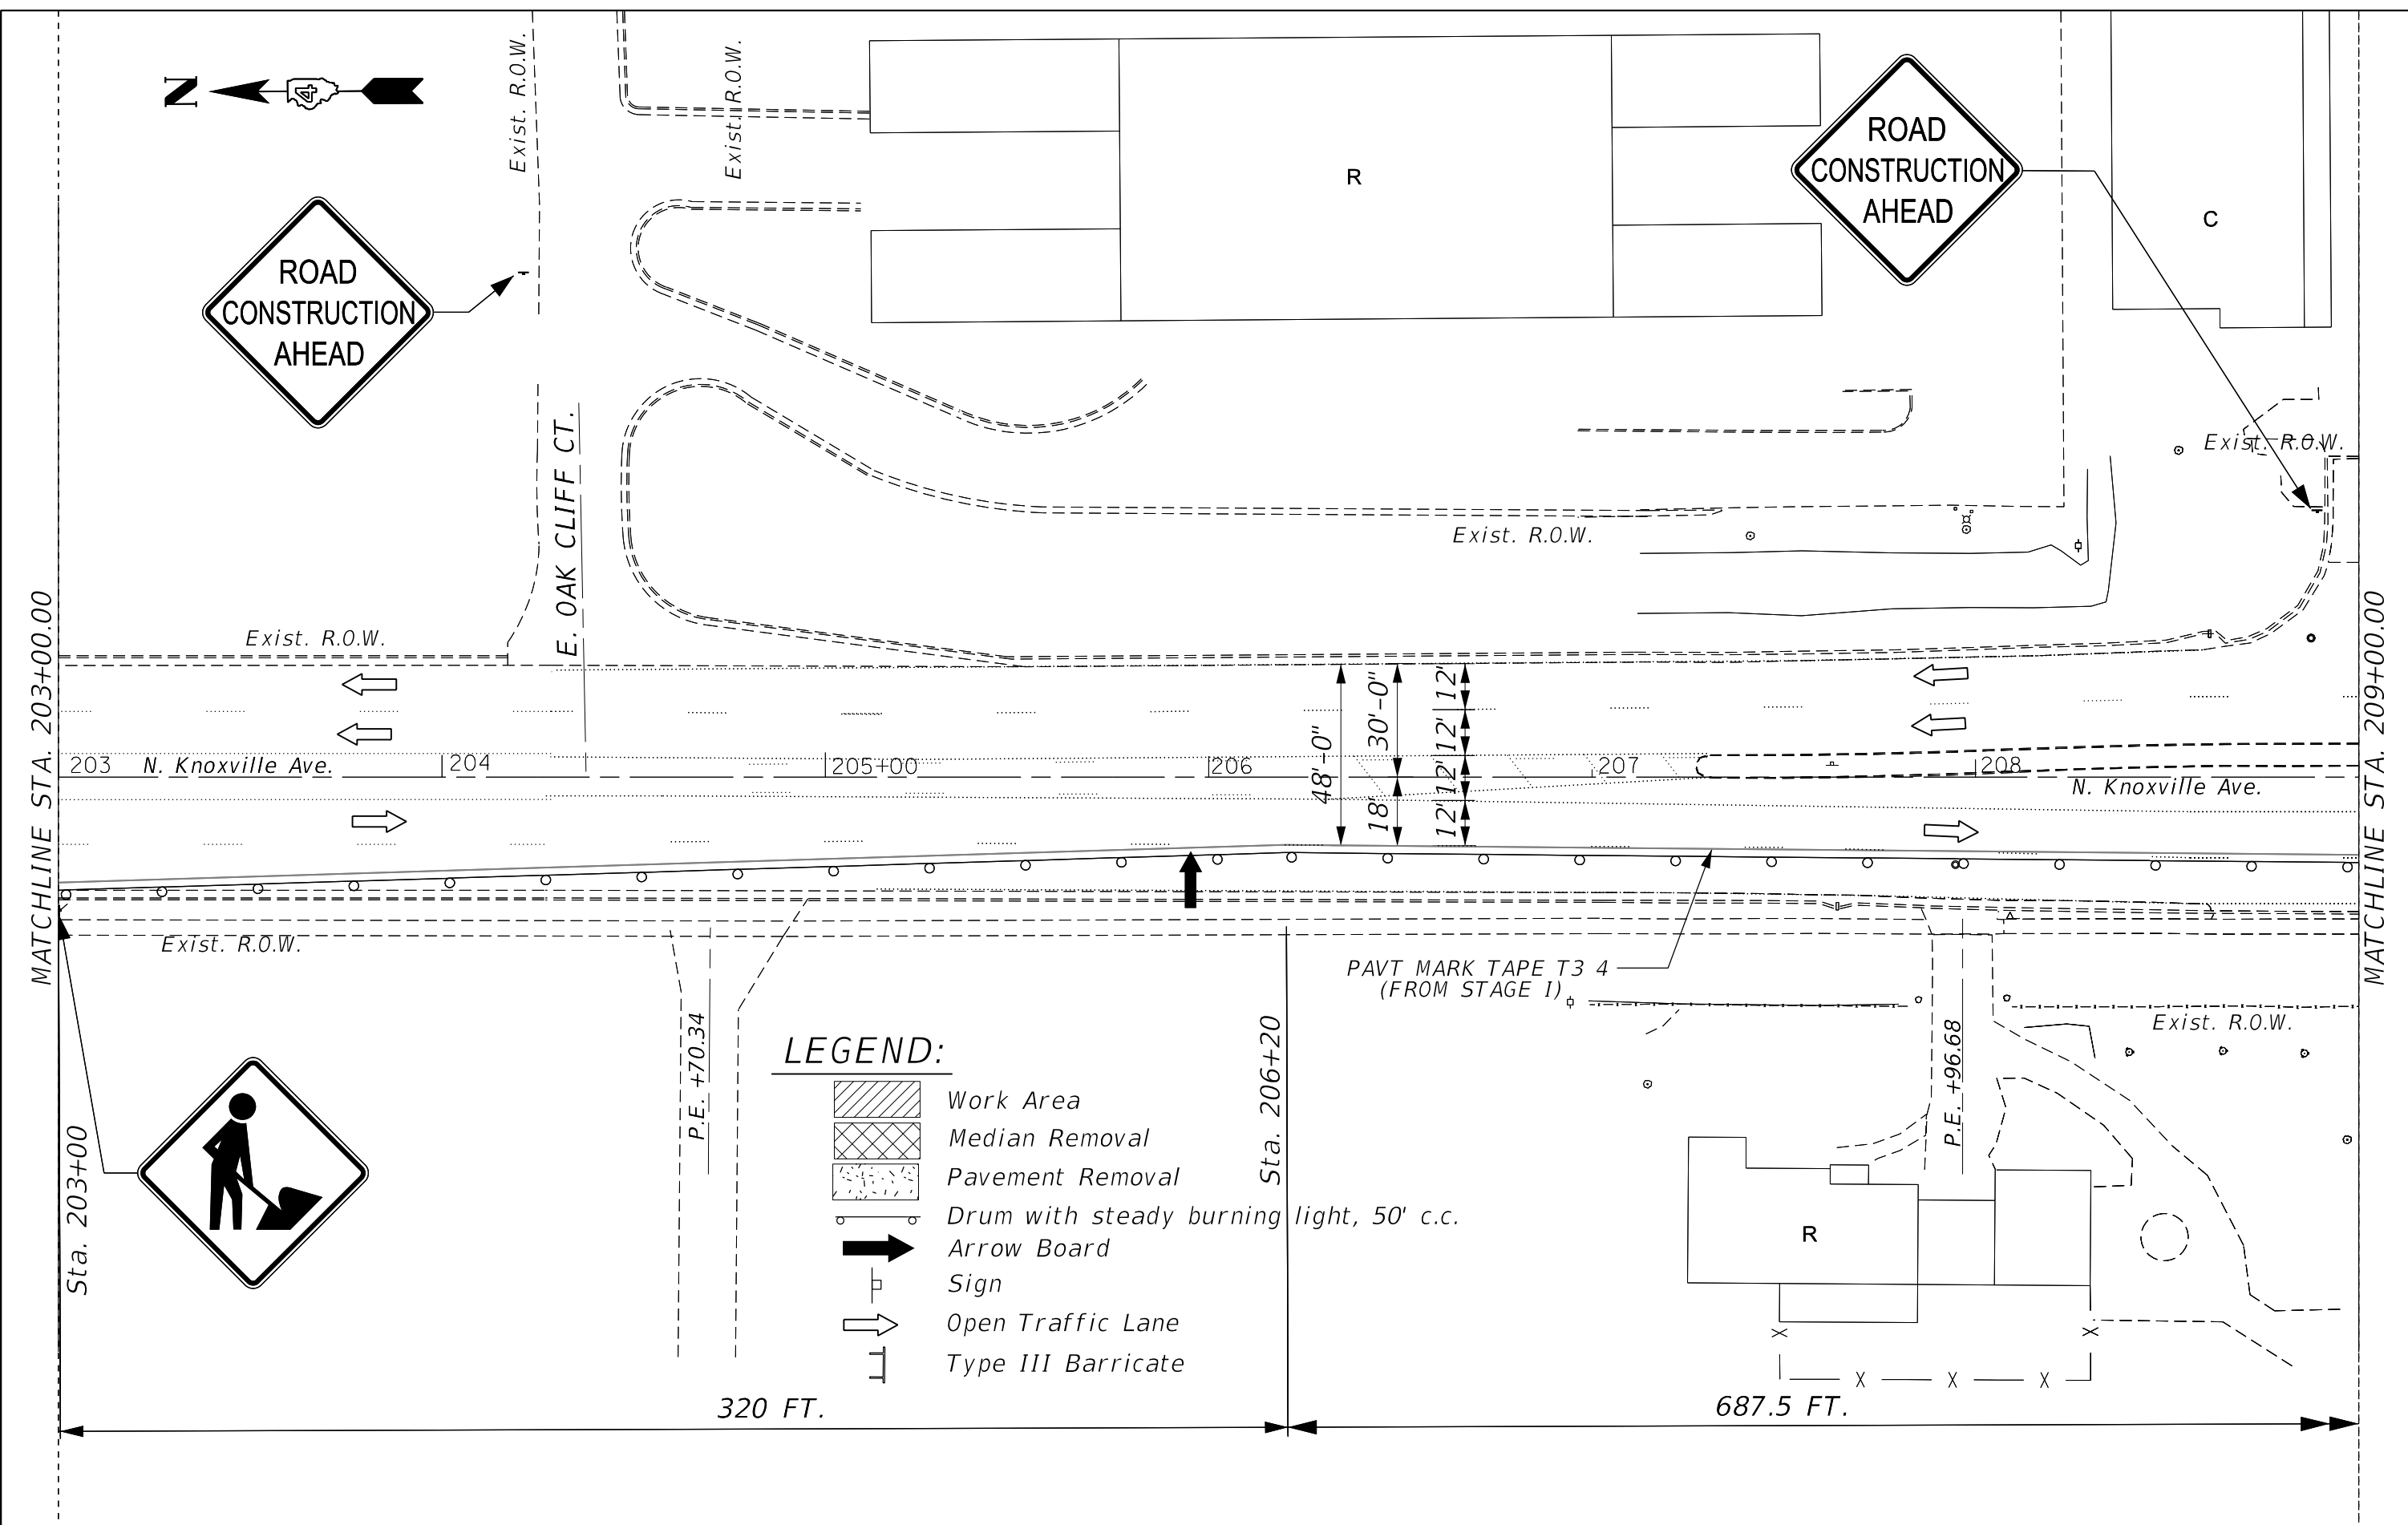 Exist. R.O.W.
Exist. R.O.W.
N
4
ROAD
CONSTRUCTION
AHEAD
R
ROAD
CONSTRUCTION
AHEAD
C
Exist. R.O.W.
E. OAK CLIFF CT.
Exist. R.O.W.
MATCHLINE STA. 203+00.00
Exist. R.O.W.
MATCHLINE STA. 209+00.00
48'-0"
30'-0"
18'
12'
12'
12'
12'
203
N. Knoxville Ave.
204
205+00
206
207
208
N. Knoxville Ave.
Exist. R.O.W.
PAVT MARK TAPE T3 4
(FROM STAGE I)
Exist. R.O.W.
P.E. +70.34
Sta. 206+20
P.E. +96.68
Sta. 203+00
LEGEND:
Work Area
Median Removal
Pavement Removal
Drum with steady burning light, 50' c.c.
Arrow Board
Sign
Open Traffic Lane
Type III Barricate
R
X
X
X
X
X
320 FT.
687.5 FT.